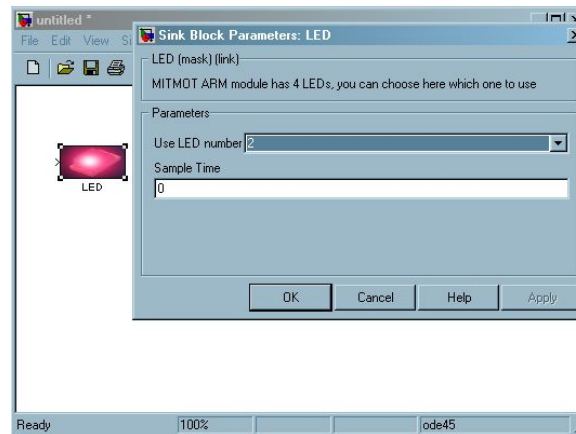 untitled *
File Edit View Si
LED
Sink Block Parameters: LED
LED (mask) (link)
MITMOT ARM module has 4 LEDs, you can choose here which one to use
Parameters
Use LED number 2
Sample Time
0
OK Cancel Help Apply
Ready 100% ode45